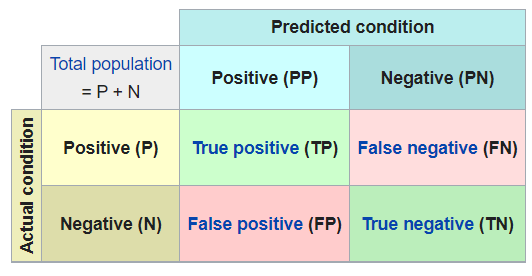 Predicted condition
Total population
= P + N
Positive (PP)
Negative (PN)
Actual condition
Positive (P)
True positive (TP)
False negative (FN)
Negative (N)
False positive (FP)
True negative (TN)